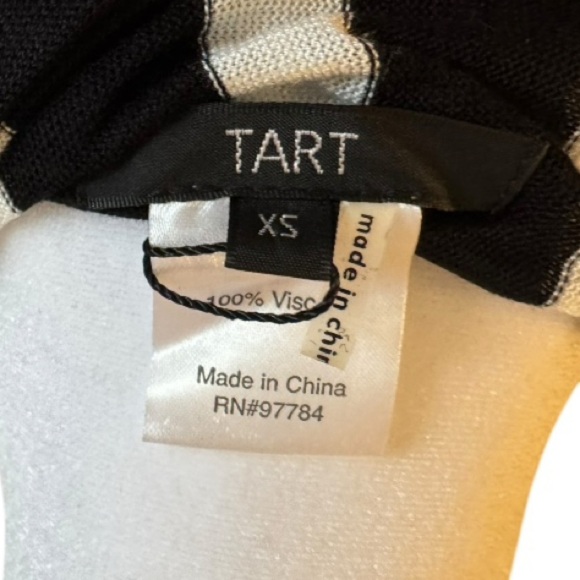 TART
XS
100% Visc
made in chi
Made in China
RN#97784